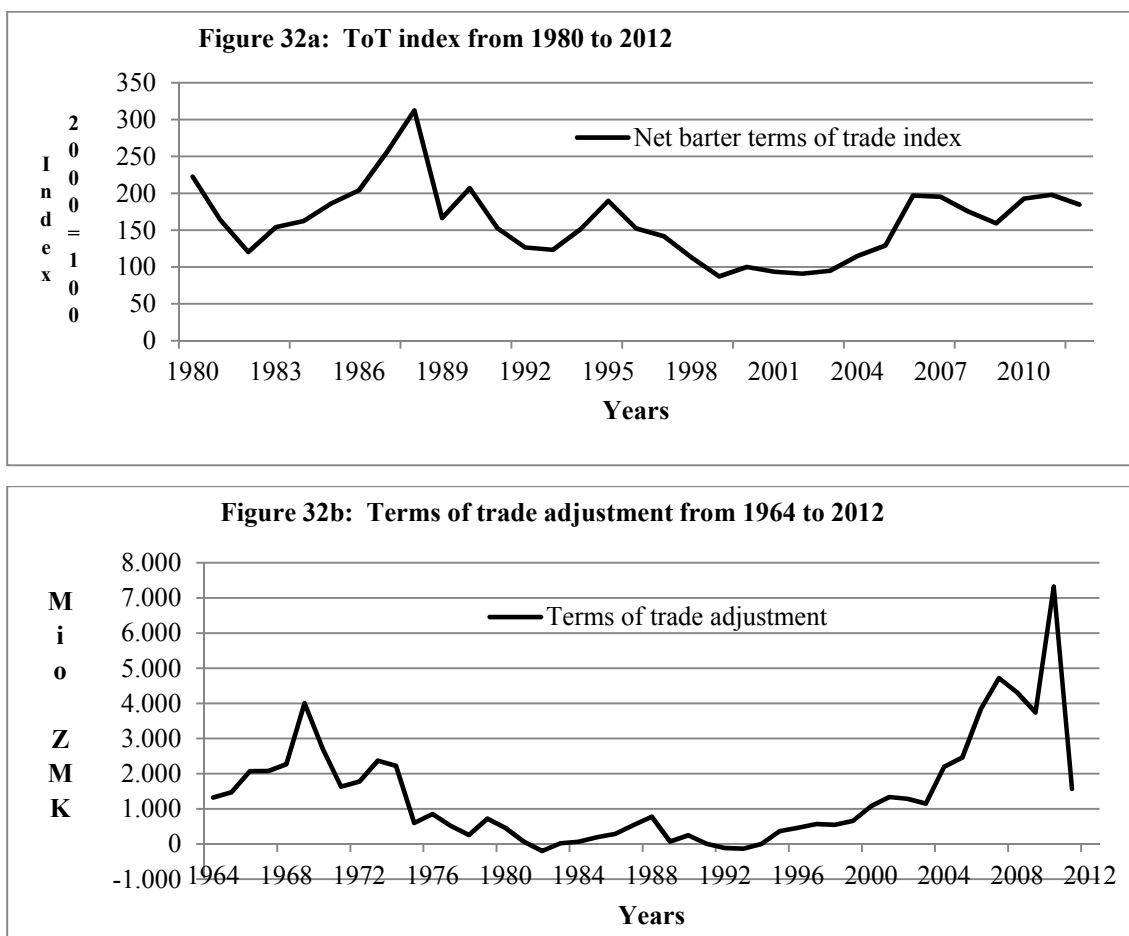 Figure 32a: ToT index from 1980 to 2012
Index 2000=100
350
300
250
200
150
100
50
0
Net barter terms of trade index
1980 1983 1986 1989 1992 1995 1998 2001 2004 2007 2010
Years
Figure 32b: Terms of trade adjustment from 1964 to 2012
Mio ZMK
8.000
7.000
6.000
5.000
4.000
3.000
2.000
1.000
0
-1.000
Terms of trade adjustment
1964 1968 1972 1976 1980 1984 1988 1992 1996 2000 2004 2008 2012
Years